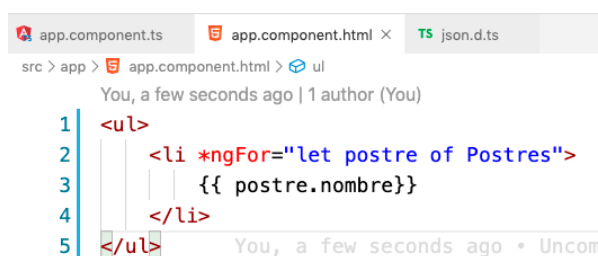 app.component.ts app.component.html × TS json.d.ts
src > app > app.component.html > ul
You, a few seconds ago | 1 author (You)
1 <ul>
2 <li *ngFor="let postre of Postres">
3 {{ postre.nombre}}
4 </li>
5 </ul> You, a few seconds ago • Uncom